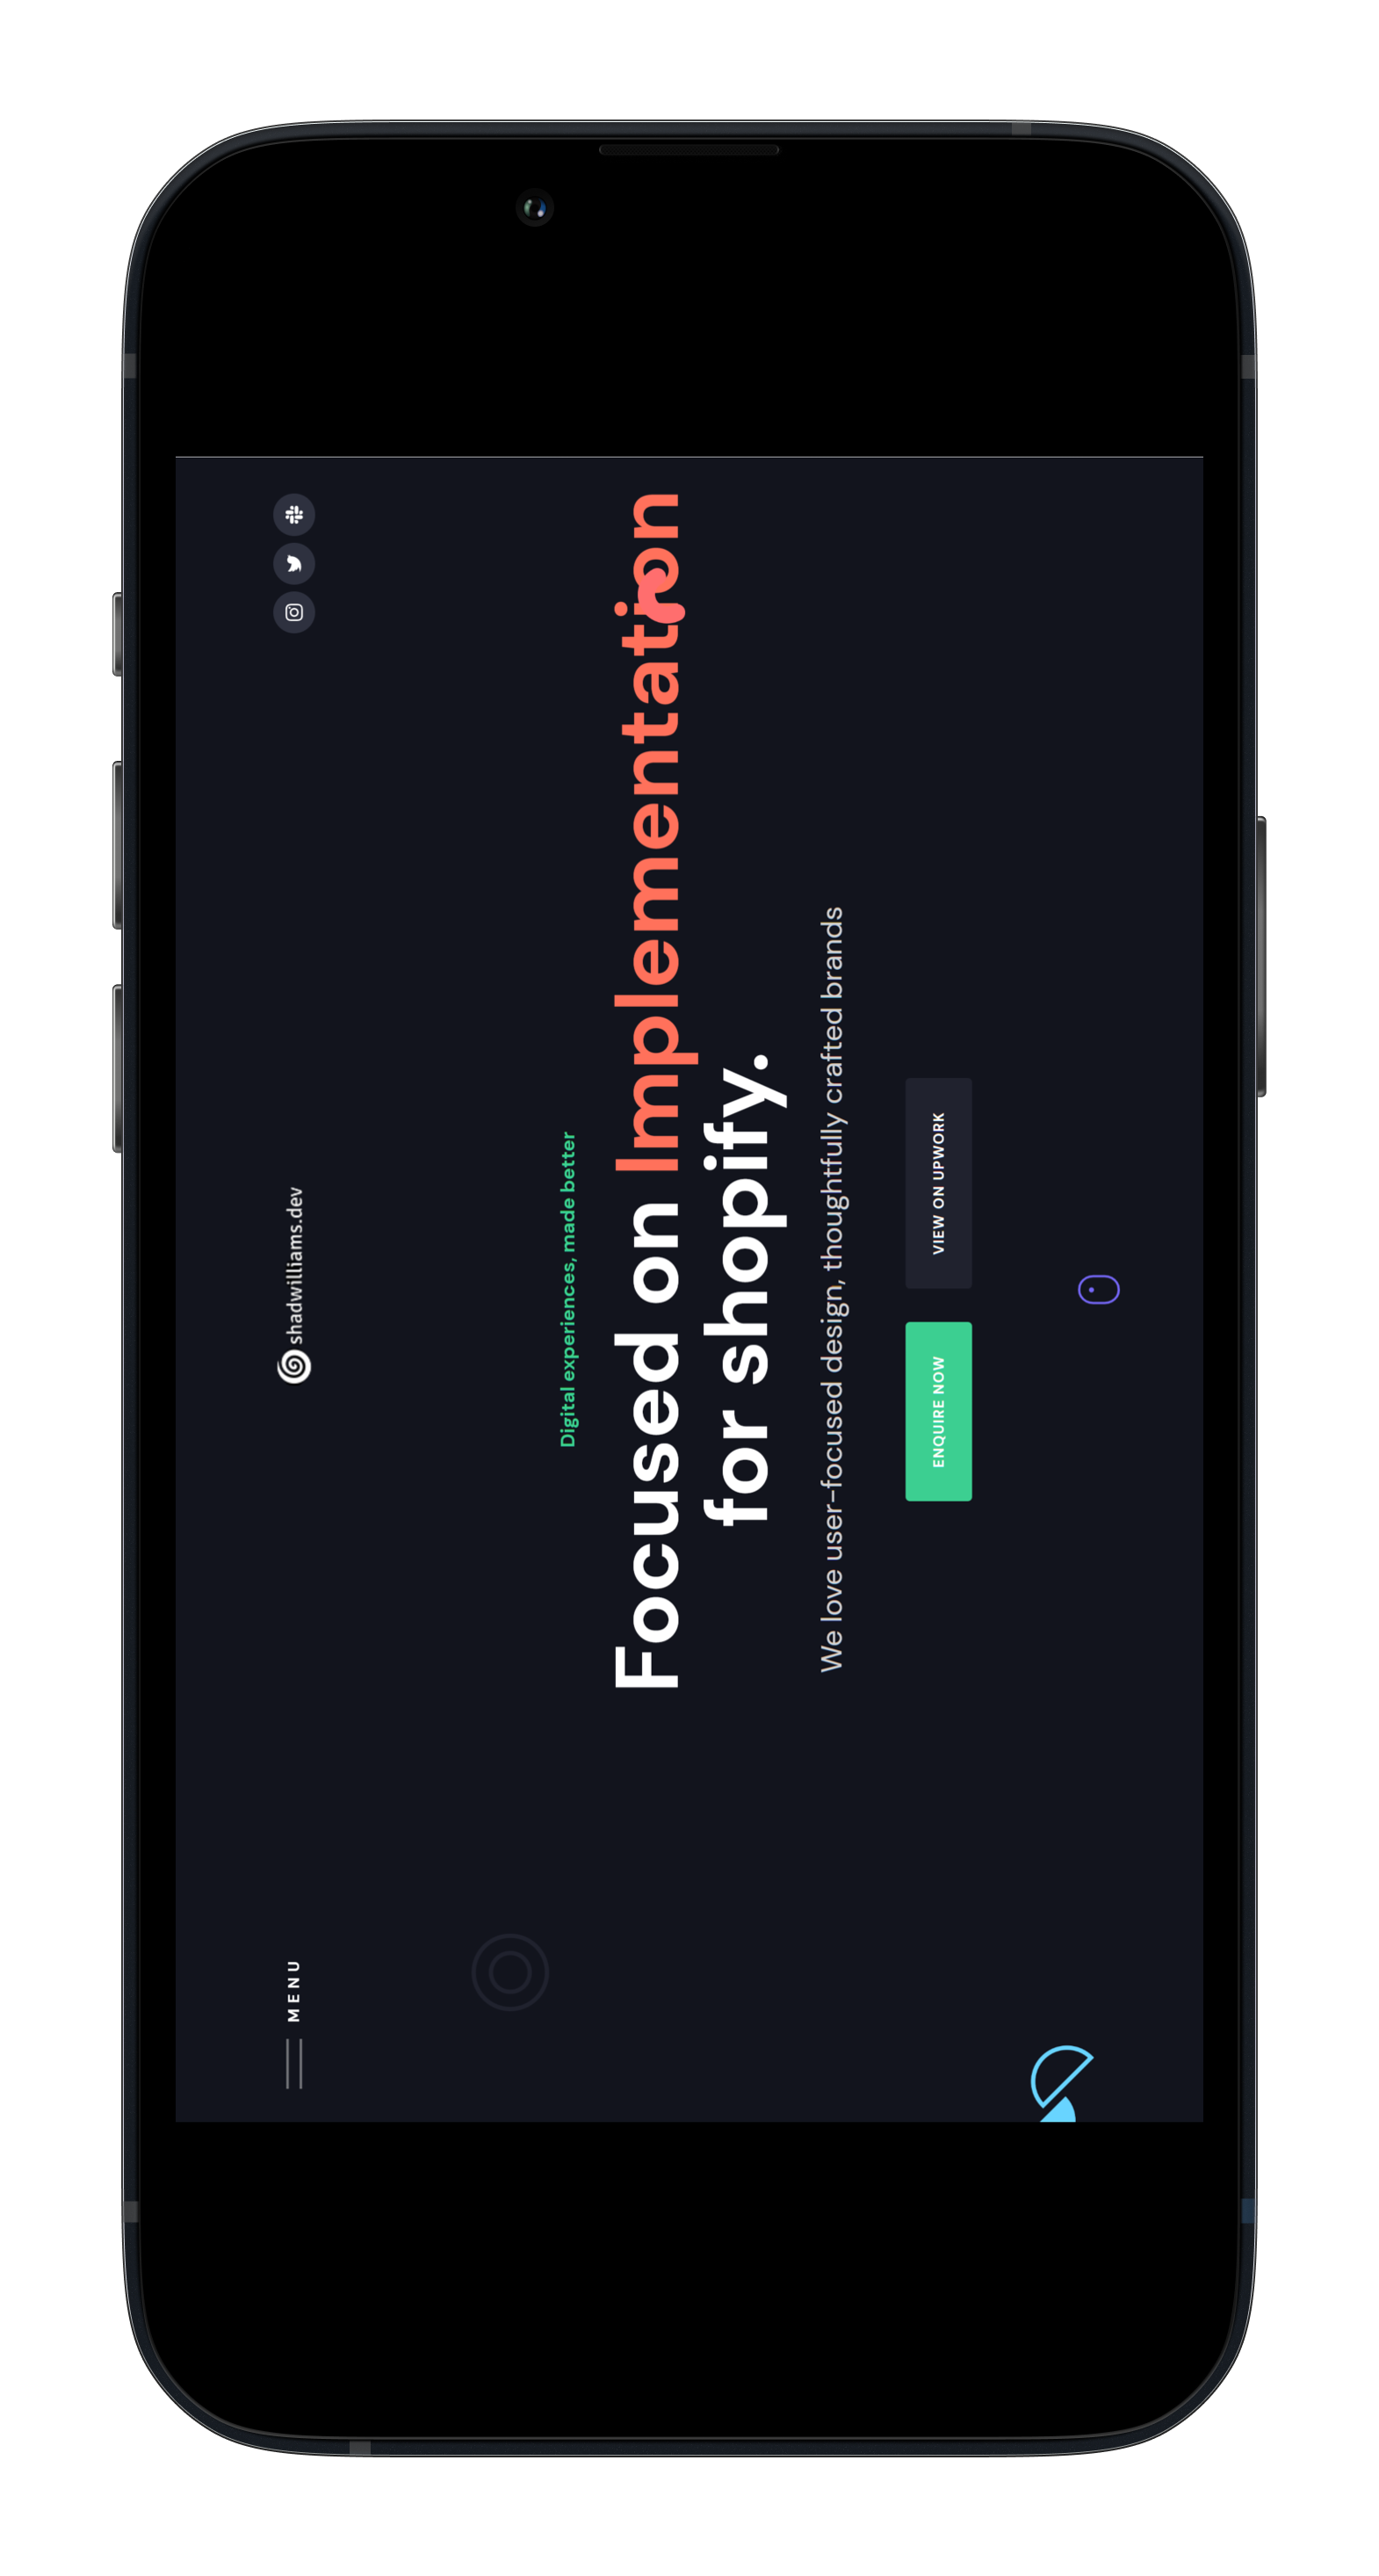 MENU
shadwilliams.dev
Digital experiences, made better
Focused on Implementation
for shopify.
We love user-focused design, thoughtfully crafted brands
ENQUIRE NOW
VIEW ON UPWORK